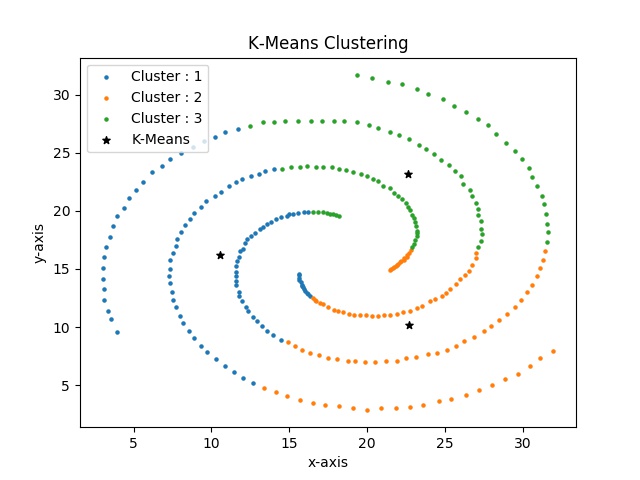 K-Means Clustering
Cluster : 1
Cluster : 2
Cluster : 3
K-Means
y-axis
30
25
20
15
10
5
5 10 15 20 25 30
x-axis